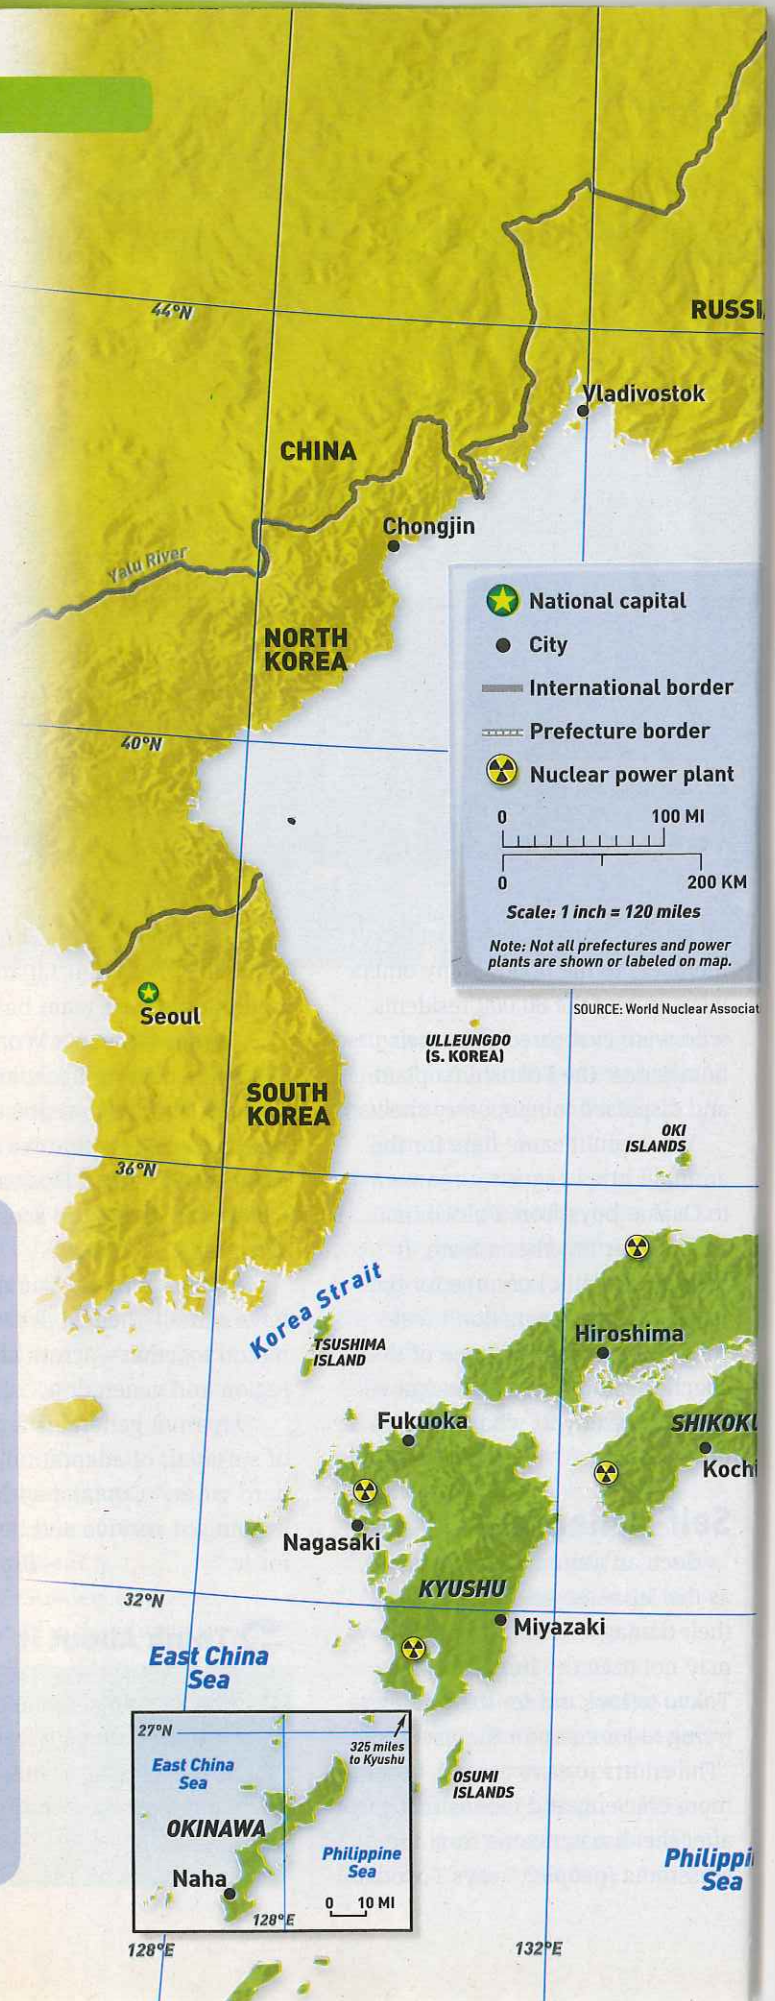 44°N
RUSSI
Vladivostok
CHINA
Chongjin
Yalu River
NORTH
KOREA
National capital
City
International border
Prefecture border
Nuclear power plant
40°N
0 100 MI
0 200 KM
Scale: 1 inch = 120 miles
Note: Not all prefectures and power
plants are shown or labeled on map.
SOURCE: World Nuclear Associat
Seoul
ULLEUNGDO
(S. KOREA)
SOUTH
KOREA
OKI
ISLANDS
36°N
Korea Strait
Hiroshima
TSUSHIMA
ISLAND
Fukuoka
SHIKOKU
Kochi
Nagasaki
KYUSHU
32°N
Miyazaki
East China
Sea
27°N
325 miles
to Kyushu
East China
Sea
OSUMI
ISLANDS
OKINAWA
Philippine
Sea
Naha
0 10 MI
128°E
Philippi
Sea
128°E
132°E